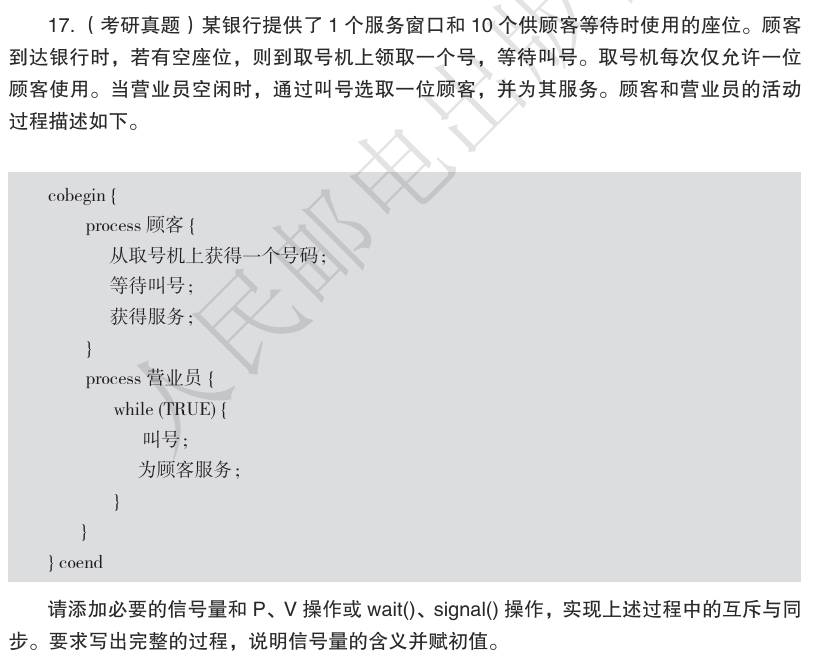 17.（考研真题）某银行提供了 1 个服务窗口和 10 个供顾客等待时使用的座位。顾客
到达银行时，若有空座位，则到取号机上领取一个号，等待叫号。取号机每次仅允许一位
顾客使用。当营业员空闲时，通过叫号选取一位顾客，并为其服务。顾客和营业员的活动
过程描述如下。
cobegin {
process 顾客 {
从取号机上获得一个号码;
等待叫号;
获得服务;
}
process 营业员 {
while (TRUE) {
叫号;
为顾客服务;
}
}
} coend
请添加必要的信号量和 P、V 操作或 wait()、signal() 操作，实现上述过程中的互斥与同
步。要求写出完整的过程，说明信号量的含义并赋初值。
人民邮电出版